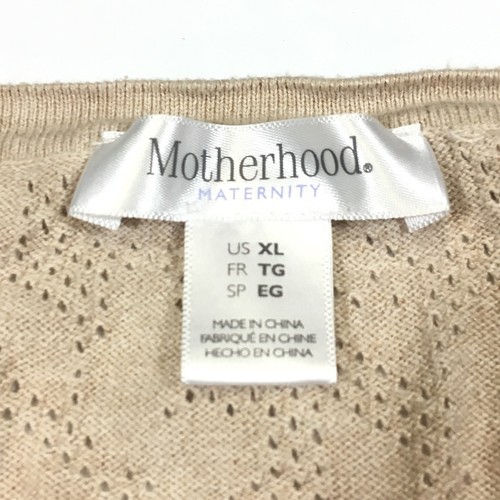 Motherhood®
MATERNITY
US XL
FR TG
SP EG
MADE IN CHINA
FABRIQUÉ EN CHINE
HECHO EN CHINA